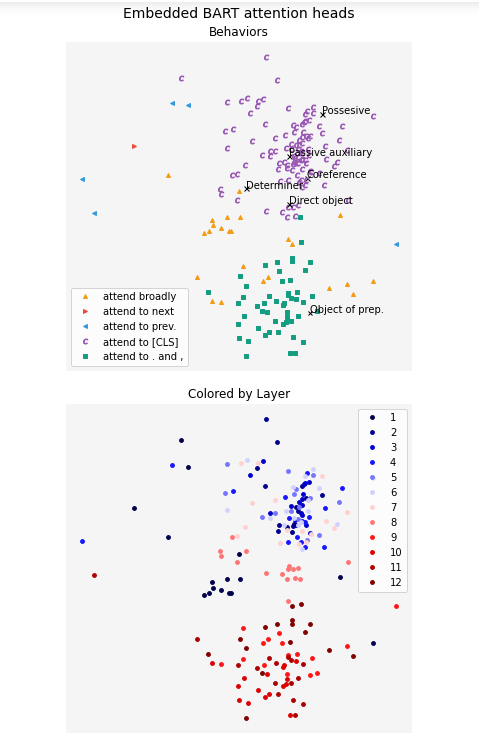 Embedded BART attention heads
Behaviors
Possesive
Passive auxiliary
Coreference
Determiner
Direct object
Object of prep.
attend broadly
attend to next
attend to prev.
attend to [CLS]
attend to . and ,
Colored by Layer
1
2
3
4
5
6
7
8
9
10
11
12